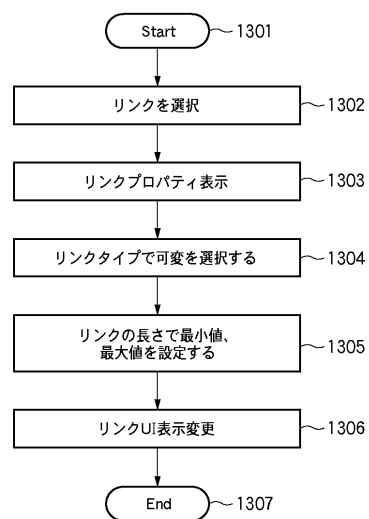 Start
1301
リンクを選択
1302
リンクプロパティ表示
1303
リンクタイプで可変を選択する
1304
リンクの長さで最小値、
最大値を設定する
1305
リンクUI表示変更
1306
End
1307